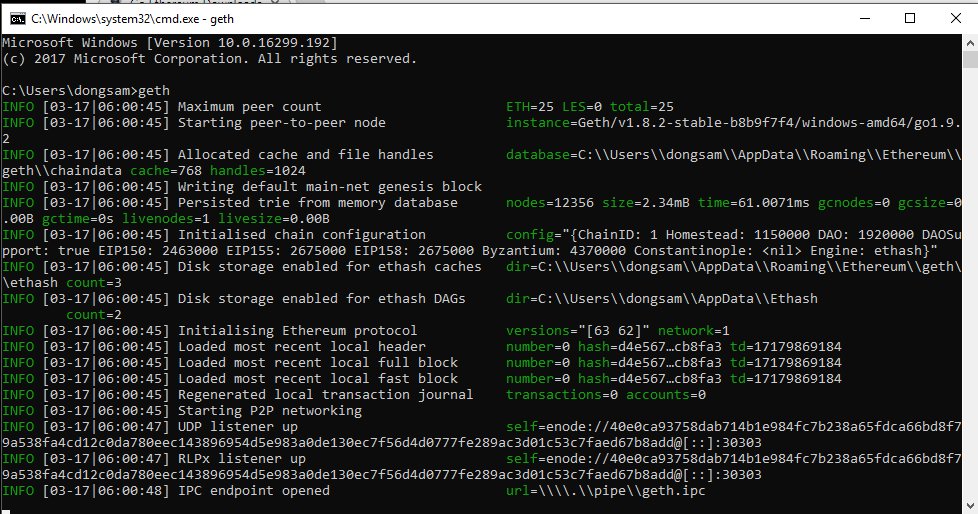 C:\Windows\system32\cmd.exe - geth
Microsoft Windows [Version 10.0.16299.192]
(c) 2017 Microsoft Corporation. All rights reserved.
C:\Users\dongsam>geth
INFO [03-17|06:00:45] Maximum peer count                       ETH=25 LES=0 total=25
INFO [03-17|06:00:45] Starting peer-to-peer node               instance=Geth/v1.8.2-stable-b8b9f7f4/windows-amd64/go1.9.
2
INFO [03-17|06:00:45] Allocated cache and file handles         database=C:\\Users\\dongsam\\AppData\\Roaming\\Ethereum\\
geth\\chaindata cache=768 handles=1024
INFO [03-17|06:00:45] Writing default main-net genesis block
INFO [03-17|06:00:45] Persisted trie from memory database      nodes=12356 size=2.34mB time=61.0071ms gcnodes=0 gcsize=0
.00B gctime=0s livenodes=1 livesize=0.00B
INFO [03-17|06:00:45] Initialised chain configuration          config="{ChainID: 1 Homestead: 1150000 DAO: 1920000 DAOSu
pport: true EIP150: 2463000 EIP155: 2675000 EIP158: 2675000 Byzantium: 4370000 Constantinople: <nil> Engine: ethash}"
INFO [03-17|06:00:45] Disk storage enabled for ethash caches   dir=C:\\Users\\dongsam\\AppData\\Roaming\\Ethereum\\geth\
\ethash count=3
INFO [03-17|06:00:45] Disk storage enabled for ethash DAGs     dir=C:\\Users\\dongsam\\AppData\\Ethash
        count=2
INFO [03-17|06:00:45] Initialising Ethereum protocol           versions="[63 62]" network=1
INFO [03-17|06:00:45] Loaded most recent local header          number=0 hash=d4e567…cb8fa3 td=17179869184
INFO [03-17|06:00:45] Loaded most recent local full block      number=0 hash=d4e567…cb8fa3 td=17179869184
INFO [03-17|06:00:45] Loaded most recent local fast block      number=0 hash=d4e567…cb8fa3 td=17179869184
INFO [03-17|06:00:45] Regenerated local transaction journal    transactions=0 accounts=0
INFO [03-17|06:00:45] Starting P2P networking
INFO [03-17|06:00:47] UDP listener up                          self=enode://40e0ca93758dab714b1e984fc7b238a65fdca66bd8f7
9a538fa4cd12c0da780eec143896954d5e983a0de130ec7f56d4d0777fe289ac3d01c53c7faed67b8add@[::]:30303
INFO [03-17|06:00:47] RLPx listener up                         self=enode://40e0ca93758dab714b1e984fc7b238a65fdca66bd8f7
9a538fa4cd12c0da780eec143896954d5e983a0de130ec7f56d4d0777fe289ac3d01c53c7faed67b8add@[::]:30303
INFO [03-17|06:00:48] IPC endpoint opened                      url=\\\\.\\pipe\\geth.ipc